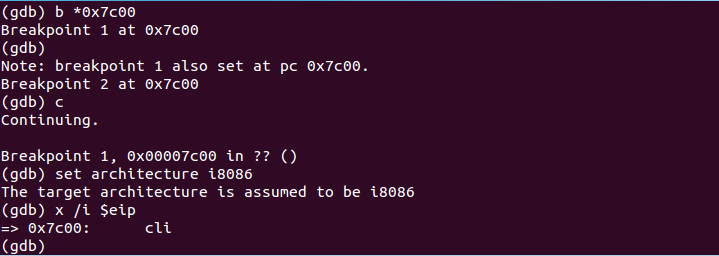 (gdb) b *0x7c00
Breakpoint 1 at 0x7c00
(gdb)
Note: breakpoint 1 also set at pc 0x7c00.
Breakpoint 2 at 0x7c00
(gdb) c
Continuing.

Breakpoint 1, 0x00007c00 in ?? ()
(gdb) set architecture i8086
The target architecture is assumed to be i8086
(gdb) x /i $eip
=> 0x7c00:      cli
(gdb)